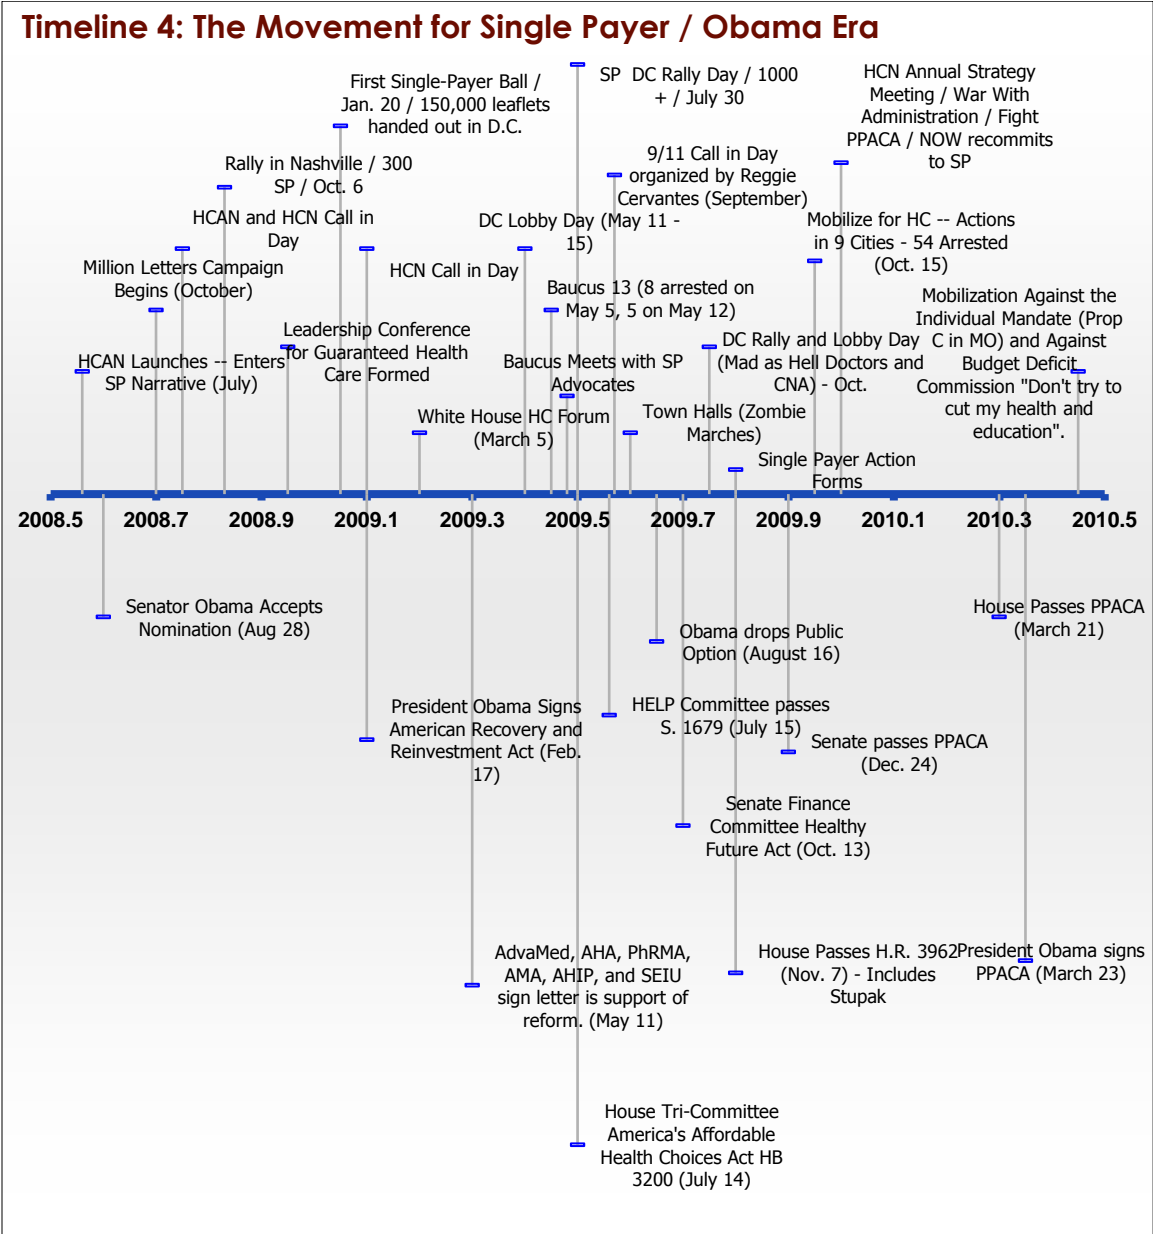 Timeline 4: The Movement for Single Payer / Obama Era
First Single-Payer Ball /
Jan. 20 / 150,000 leaflets
handed out in D.C.
SP  DC Rally Day / 1000
+ / July 30
HCN Annual Strategy
Meeting / War With
Administration / Fight
PPACA / NOW recommits
to SP
Rally in Nashville / 300
SP / Oct. 6
9/11 Call in Day
organized by Reggie
Cervantes (September)
HCAN and HCN Call in
Day
DC Lobby Day (May 11 -
15)
Mobilize for HC -- Actions
in 9 Cities - 54 Arrested
(Oct. 15)
Million Letters Campaign
Begins (October)
HCN Call in Day
Baucus 13 (8 arrested on
May 5, 5 on May 12)
Mobilization Against the
Individual Mandate (Prop
C in MO) and Against
Budget Deficit
Commission "Don't try to
cut my health and
education".
HCAN Launches -- Enters
SP Narrative (July)
Leadership Conference
for Guaranteed Health
Care Formed
Baucus Meets with SP
Advocates
DC Rally and Lobby Day
(Mad as Hell Doctors and
CNA) - Oct.
White House HC Forum
(March 5)
Town Halls (Zombie
Marches)
Single Payer Action
Forms
2008.5 2008.7 2008.9 2009.1 2009.3 2009.5 2009.7 2009.9 2010.1 2010.3 2010.5
Senator Obama Accepts
Nomination (Aug 28)
Obama drops Public
Option (August 16)
House Passes PPACA
(March 21)
President Obama Signs
American Recovery and
Reinvestment Act (Feb.
17)
HELP Committee passes
S. 1679 (July 15)
Senate passes PPACA
(Dec. 24)
Senate Finance
Committee Healthy
Future Act (Oct. 13)
AdvaMed, AHA, PhRMA,
AMA, AHIP, and SEIU
sign letter is support of
reform. (May 11)
House Passes H.R. 3962
(Nov. 7) - Includes
Stupak
President Obama signs
PPACA (March 23)
House Tri-Committee
America's Affordable
Health Choices Act HB
3200 (July 14)